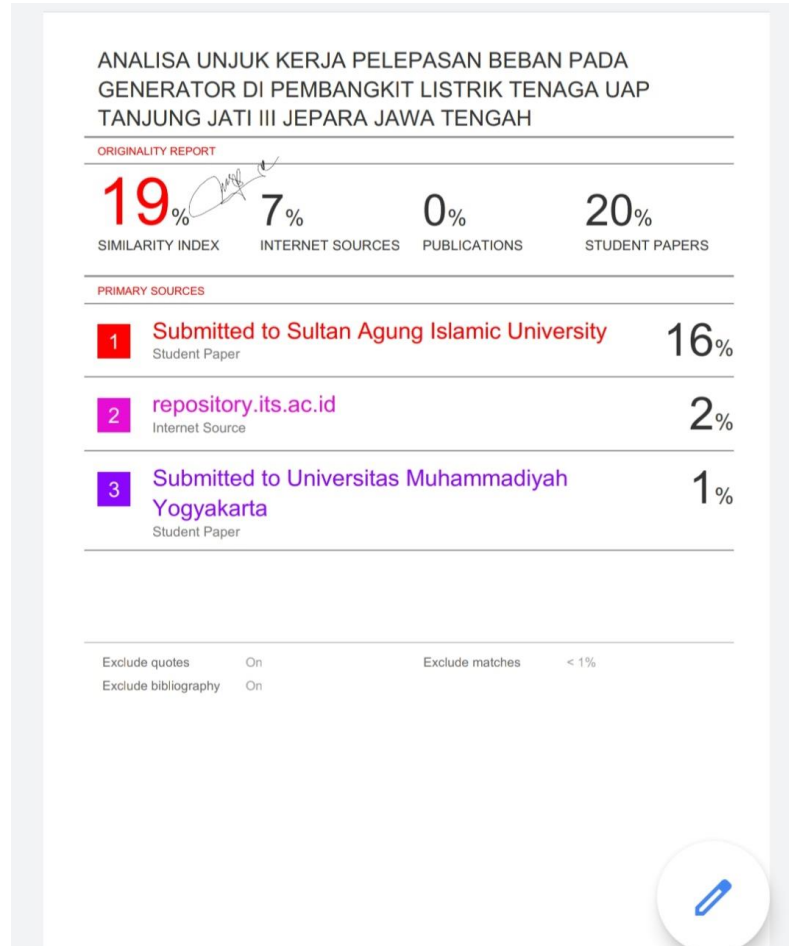 ANALISA UNJUK KERJA PELEPASAN BEBAN PADA
GENERATOR DI PEMBANGKIT LISTRIK TENAGA UAP
TANJUNG JATI III JEPARA JAWA TENGAH
ORIGINALITY REPORT
19% 7% 0% 20%
SIMILARITY INDEX INTERNET SOURCES PUBLICATIONS STUDENT PAPERS
PRIMARY SOURCES
1 Submitted to Sultan Agung Islamic University 16%
Student Paper
2 repository.its.ac.id 2%
Internet Source
3 Submitted to Universitas Muhammadiyah
Yogyakarta 1%
Student Paper
Exclude quotes On Exclude matches < 1%
Exclude bibliography On